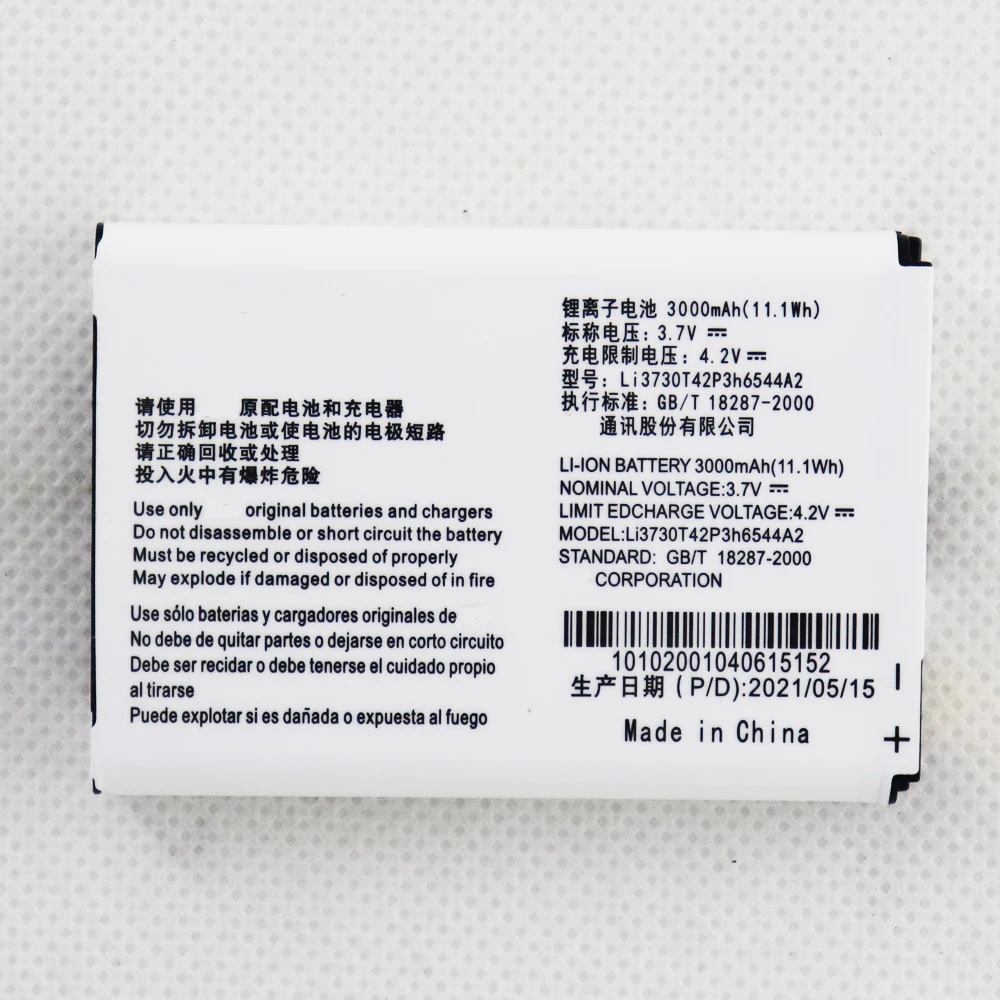 请使用 原配电池和充电器
切勿拆卸电池或使电池的电极短路
请正确回收或处理
投入火中有爆炸危险
Use only original batteries and chargers
Do not disassemble or short circuit the battery
Must be recycled or disposed of properly
May explode if damaged or disposed of in fire
Use sólo baterias y cargadores originales de
No debe de quitar partes o dejarse en corto circuito
Debe ser recidar o debe tenerse el cuidado propio
al tirarse
Puede explotar si es dañada o expuesta al fuego
锂离子电池 3000mAh(11.1Wh)
标称电压: 3.7V ⎓
充电限制电压: 4.2V ⎓
型号: Li3730T42P3h6544A2
执行标准: GB/T 18287-2000
通讯股份有限公司
LI-ION BATTERY 3000mAh(11.1Wh)
NOMINAL VOLTAGE:3.7V ⎓
LIMIT EDCHARGE VOLTAGE:4.2V ⎓
MODEL:Li3730T42P3h6544A2
STANDARD: GB/T 18287-2000
CORPORATION
10102001040615152
生产日期 (P/D):2021/05/15
Made in China
−
+